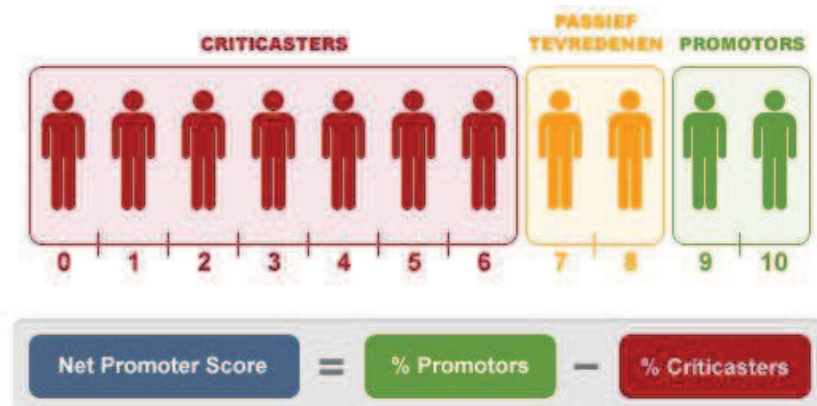 CRITICASTERS
PASSIEF
TEVREDENEN
PROMOTORS
0 1 2 3 4 5 6 7 8 9 10
Net Promoter Score = % Promotors – % Criticasters